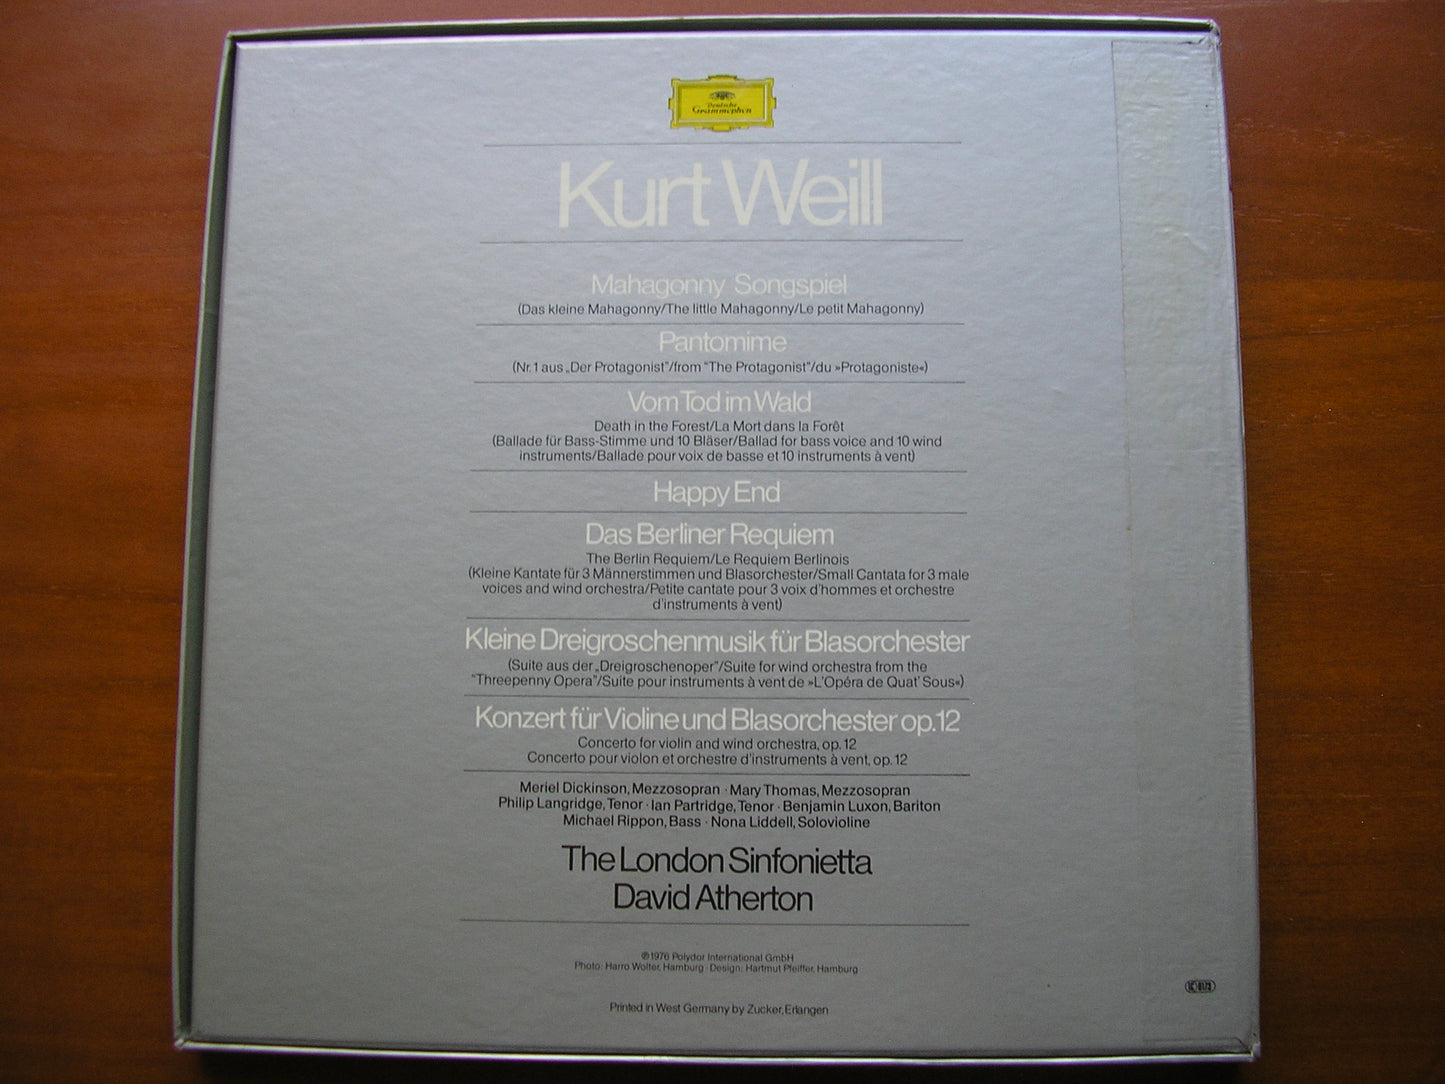 Deutsche
Grammophon
Kurt Weill
Mahagonny Songspiel
(Das kleine Mahagonny/The little Mahagonny/Le petit Mahagonny)
Pantomime
(Nr. 1 aus „Der Protagonist"/from "The Protagonist"/du »Protagoniste«)
Vom Tod im Wald
Death in the Forest/La Mort dans la Forêt
(Ballade für Bass-Stimme und 10 Bläser/Ballad for bass voice and 10 wind
instruments/Ballade pour voix de basse et 10 instruments à vent)
Happy End
Das Berliner Requiem
The Berlin Requiem/Le Requiem Berlinois
(Kleine Kantate für 3 Männerstimmen und Blasorchester/Small Cantata for 3 male
voices and wind orchestra/Petite cantate pour 3 voix d'hommes et orchestre
d'instruments à vent)
Kleine Dreigroschenmusik für Blasorchester
(Suite aus der „Dreigroschenoper"/Suite for wind orchestra from the
"Threepenny Opera"/Suite pour instruments à vent de »L'Opéra de Quat' Sous«)
Konzert für Violine und Blasorchester op. 12
Concerto for violin and wind orchestra, op. 12
Concerto pour violon et orchestre d'instruments à vent, op. 12
Meriel Dickinson, Mezzosopran · Mary Thomas, Mezzosopran
Philip Langridge, Tenor · Ian Partridge, Tenor · Benjamin Luxon, Bariton
Michael Rippon, Bass · Nona Liddell, Solovioline
The London Sinfonietta
David Atherton
℗ 1976 Polydor International GmbH
Photo: Harro Wolter, Hamburg · Design: Hartmut Pfeiffer, Hamburg
Printed in West Germany by Zucker, Erlangen